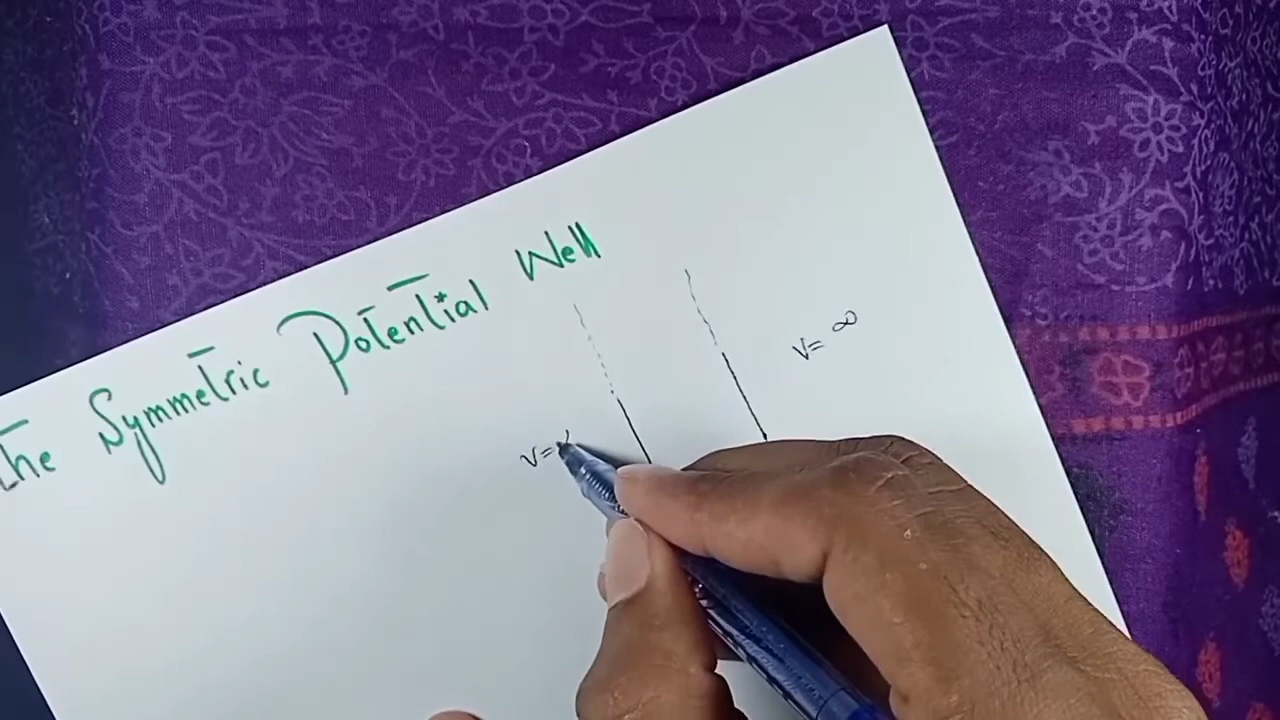 The Symmetric Potential Well
V= ∞
V=